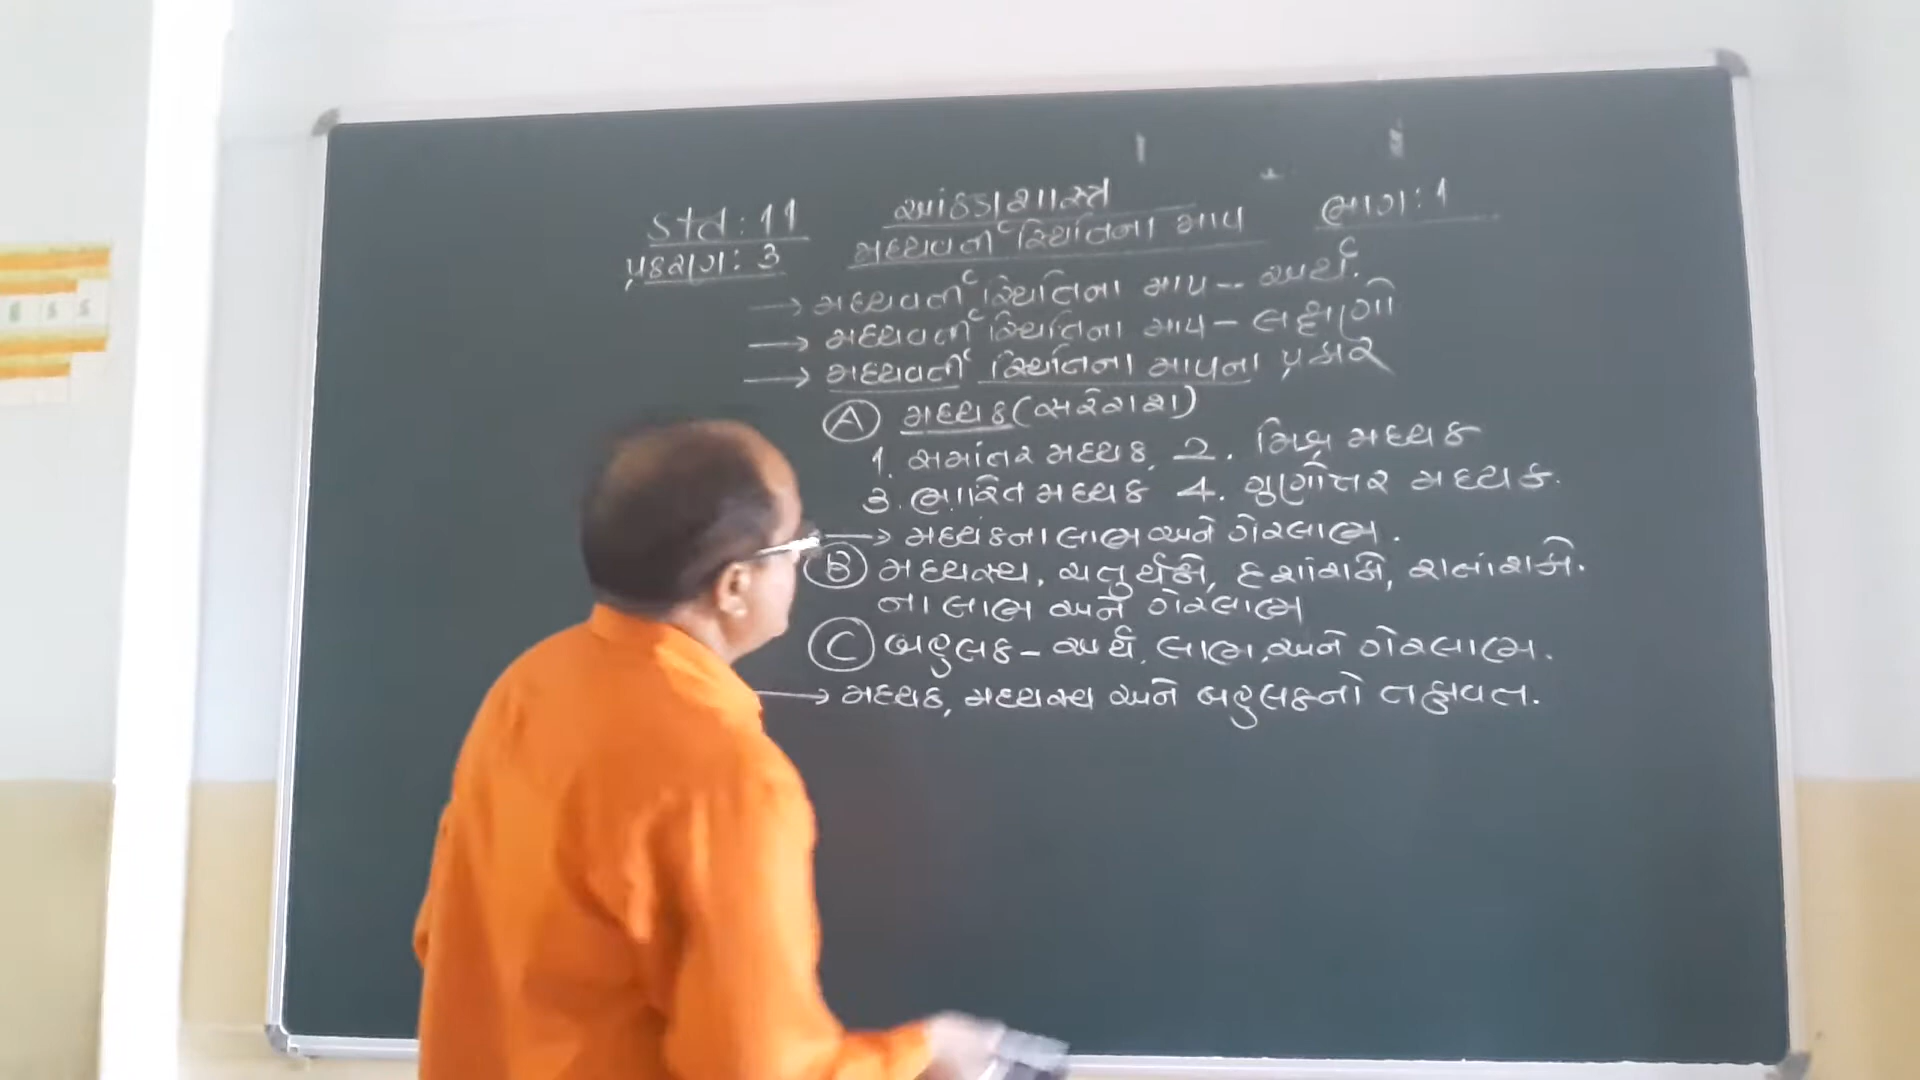 Std : 11 આંકડાશાસ્ત્ર ભાગ : 1
પ્રકરણ : 3 મધ્યવર્તી સ્થિતિના માપ
→ મધ્યવર્તી સ્થિતિના માપ -- અર્થ.
→ મધ્યવર્તી સ્થિતિના માપ - લક્ષણો
→ મધ્યવર્તી સ્થિતિના માપના પ્રકાર
(A) મધ્યક (સરેરાશ)
1. સમાંતર મધ્યક, 2. મિશ્ર મધ્યક
3. ભારિત મધ્યક 4. ગુણોત્તર મધ્યક.
→ મધ્યકના લાભ અને ગેરલાભ.
(B) મધ્યસ્થ, ચતુર્થકો, દશાંશકો, શતાંશકો.
ના લાભ અને ગેરલાભ
(C) બહુલક - અર્થ, લાભ, અને ગેરલાભ.
→ મધ્યક, મધ્યસ્થ અને બહુલકનો તફાવત.